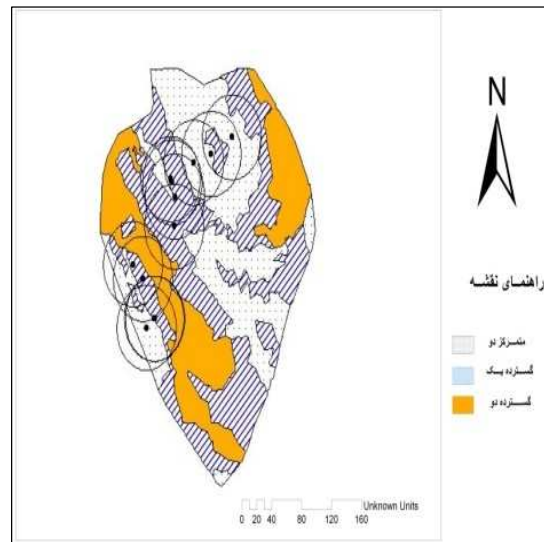 N
راهنمای نقشه
متمرکز دو
گسترده یک
گسترده دو
Unknown Units
0 20 40 80 120 160